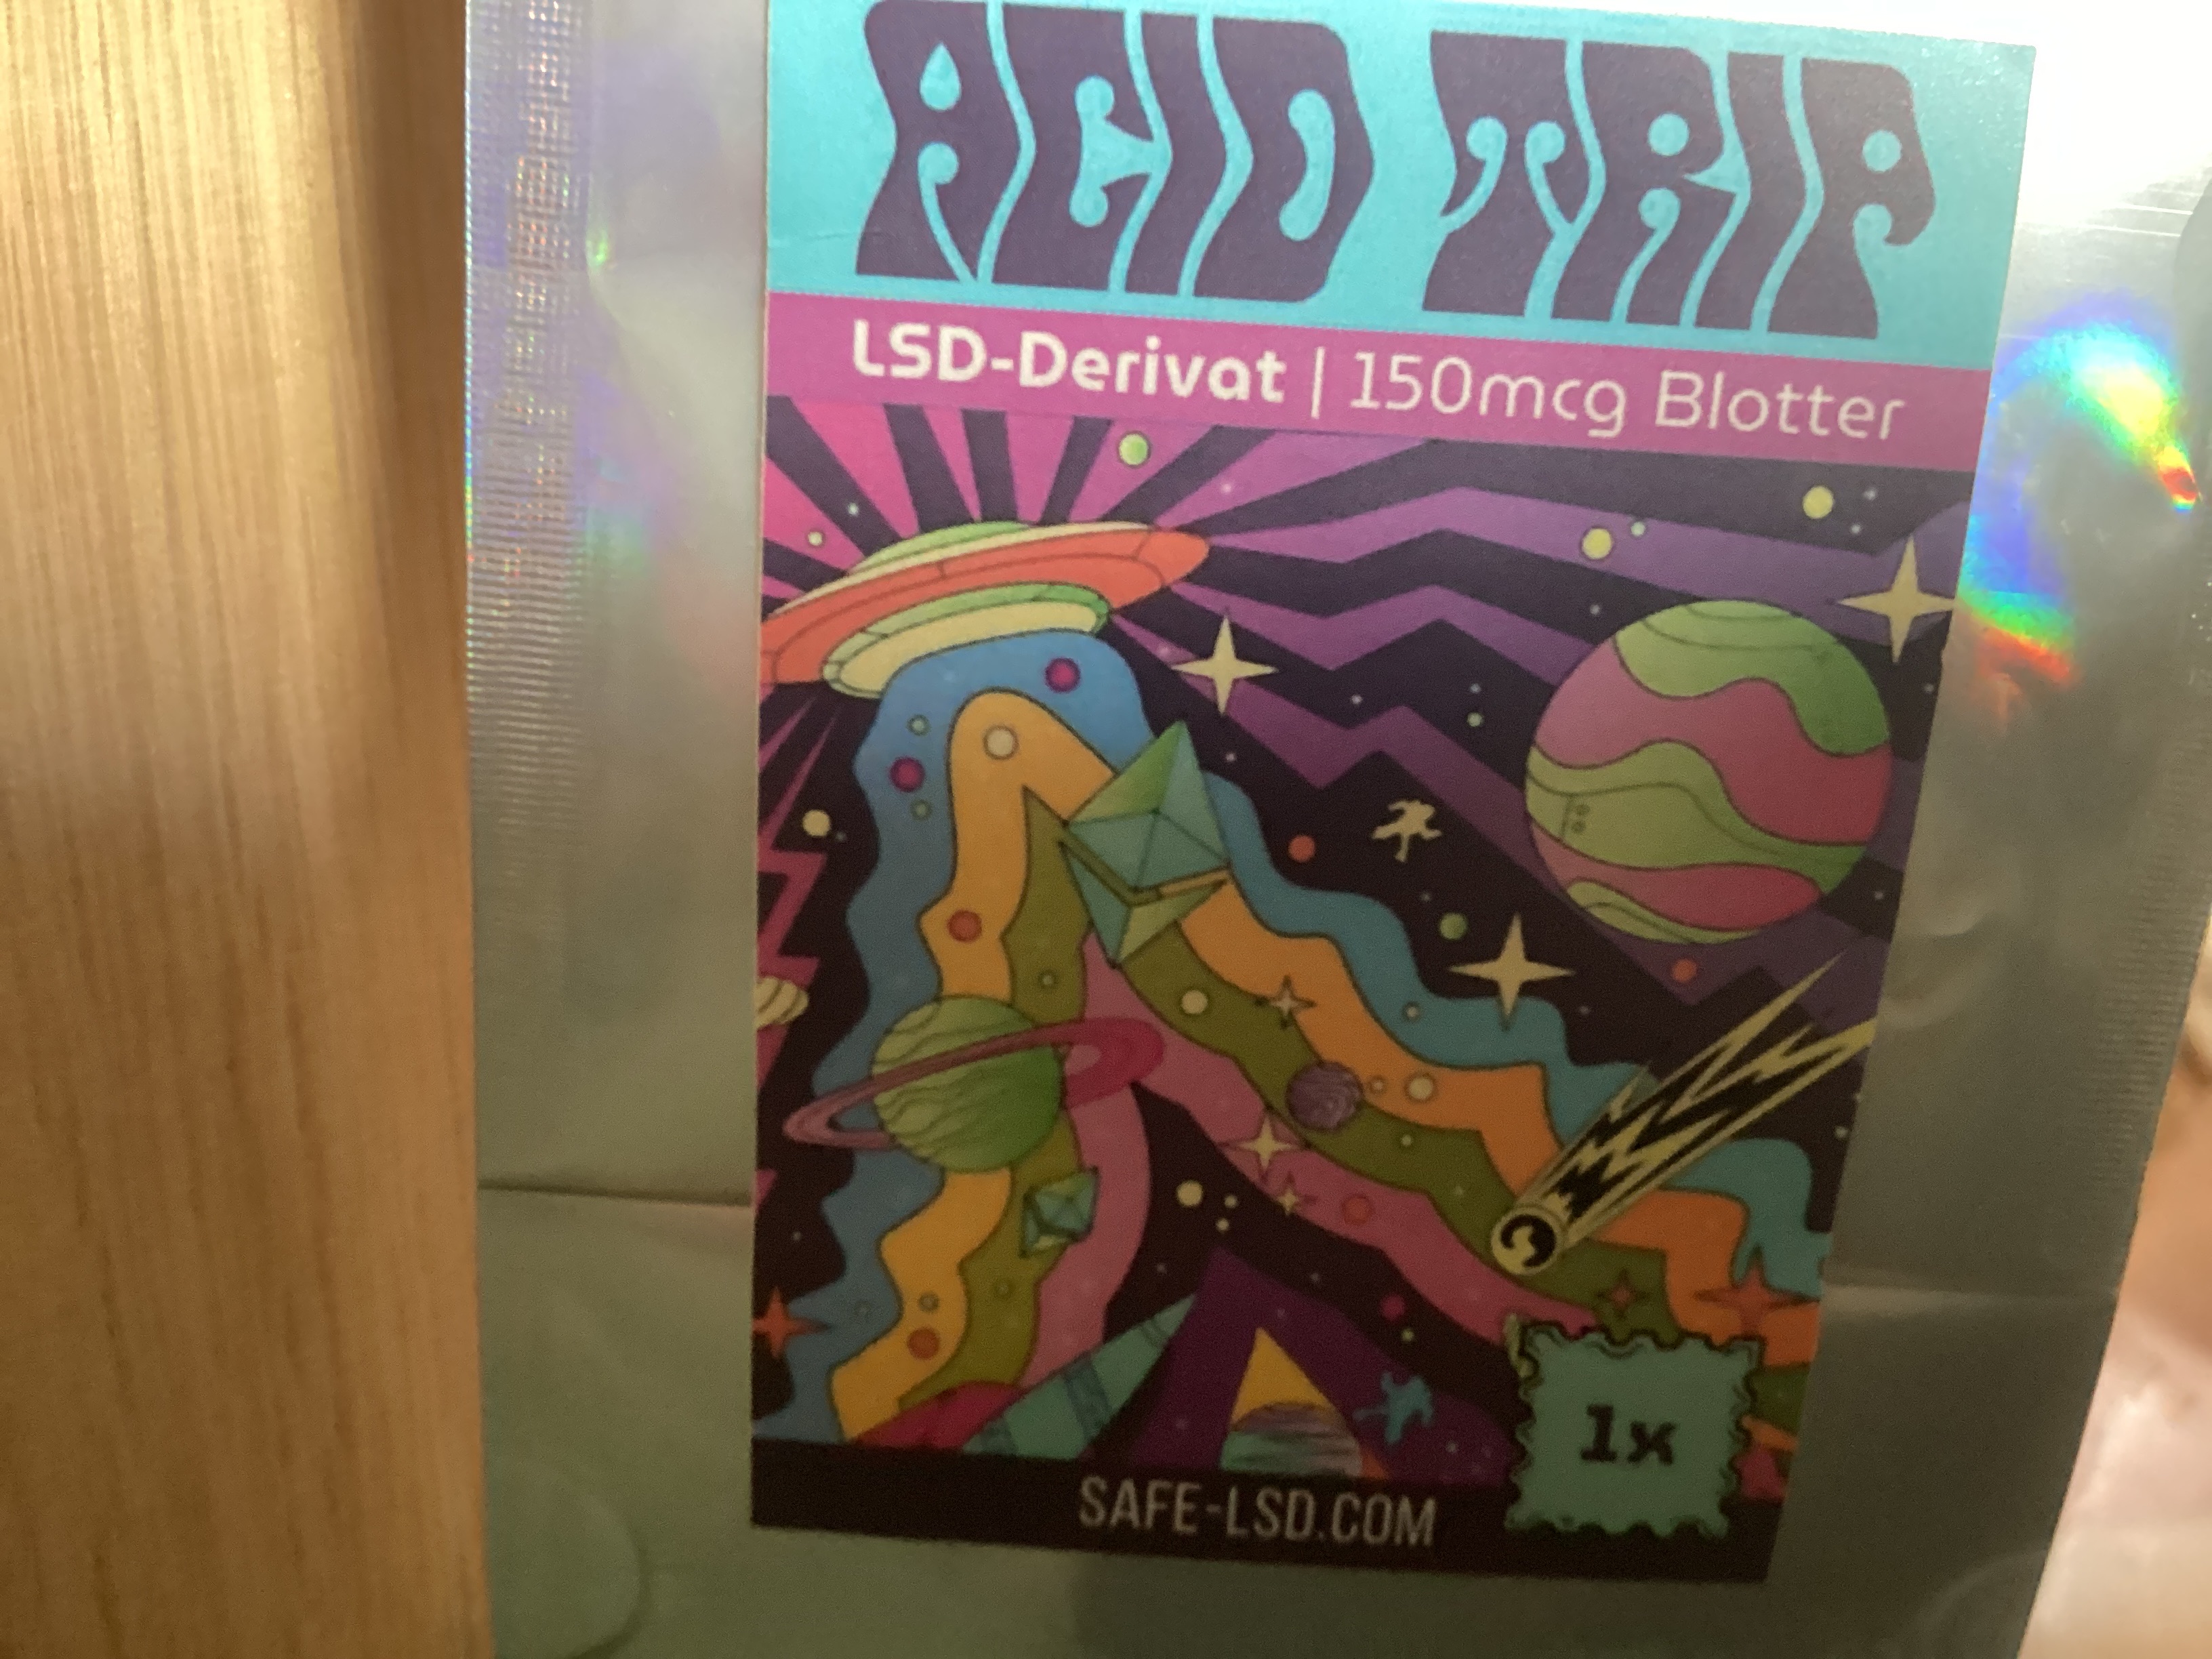 ACID TRIP
LSD-Derivat | 150mcg Blotter
1x
SAFE-LSD.COM